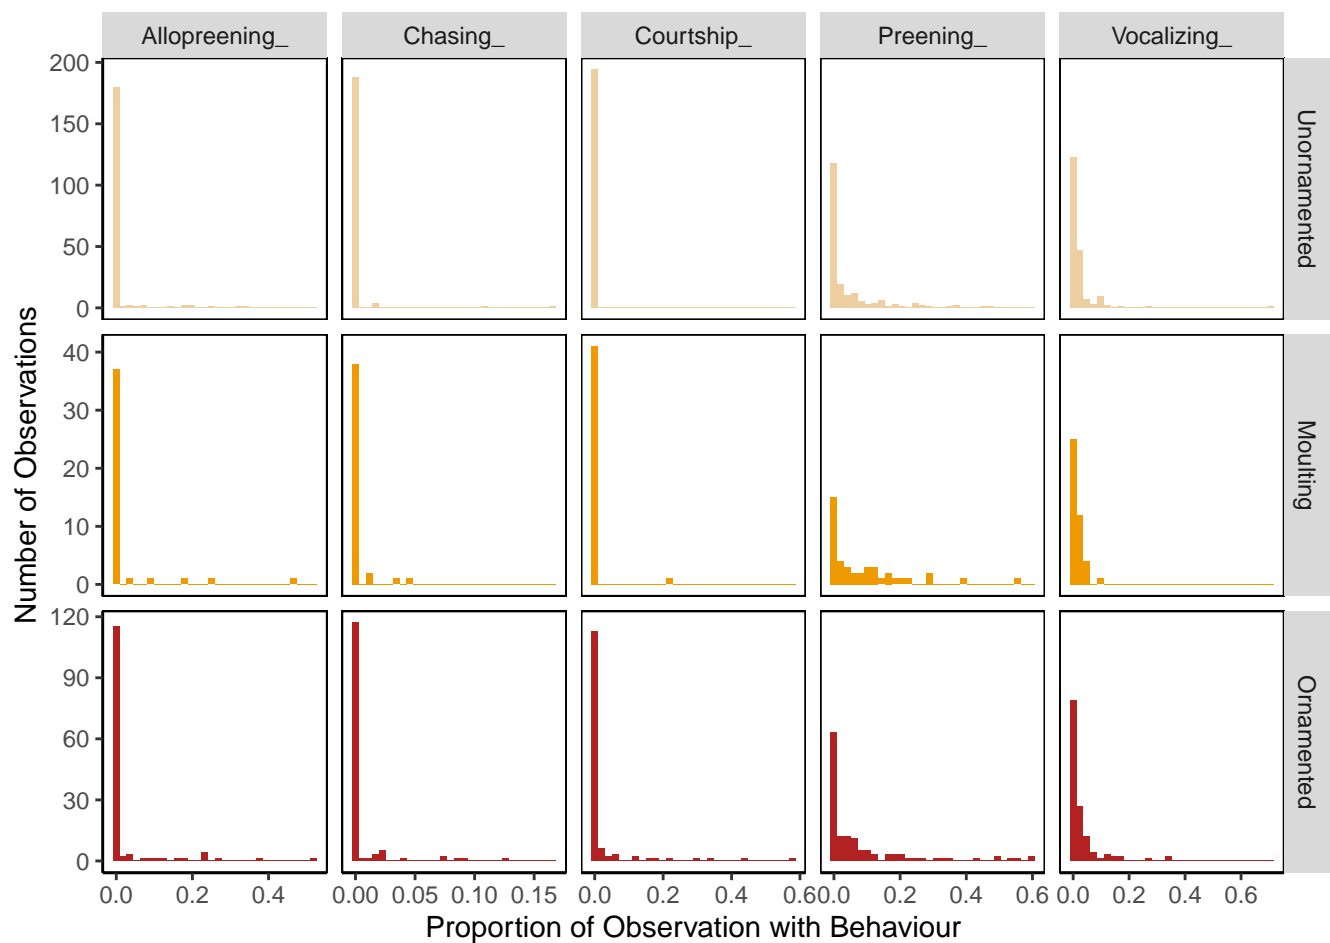 Allopreening_ Chasing_ Courtship_ Preening_ Vocalizing_
200
150
100
50
0
Unornamented
40
30
20
10
0
Moulting
120
90
60
30
0
Ornamented
0.0 0.2 0.4 0.00 0.05 0.10 0.15 0.0 0.2 0.4 0.6 0.0 0.2 0.4 0.6 0.0 0.2 0.4 0.6
Number of Observations
Proportion of Observation with Behaviour